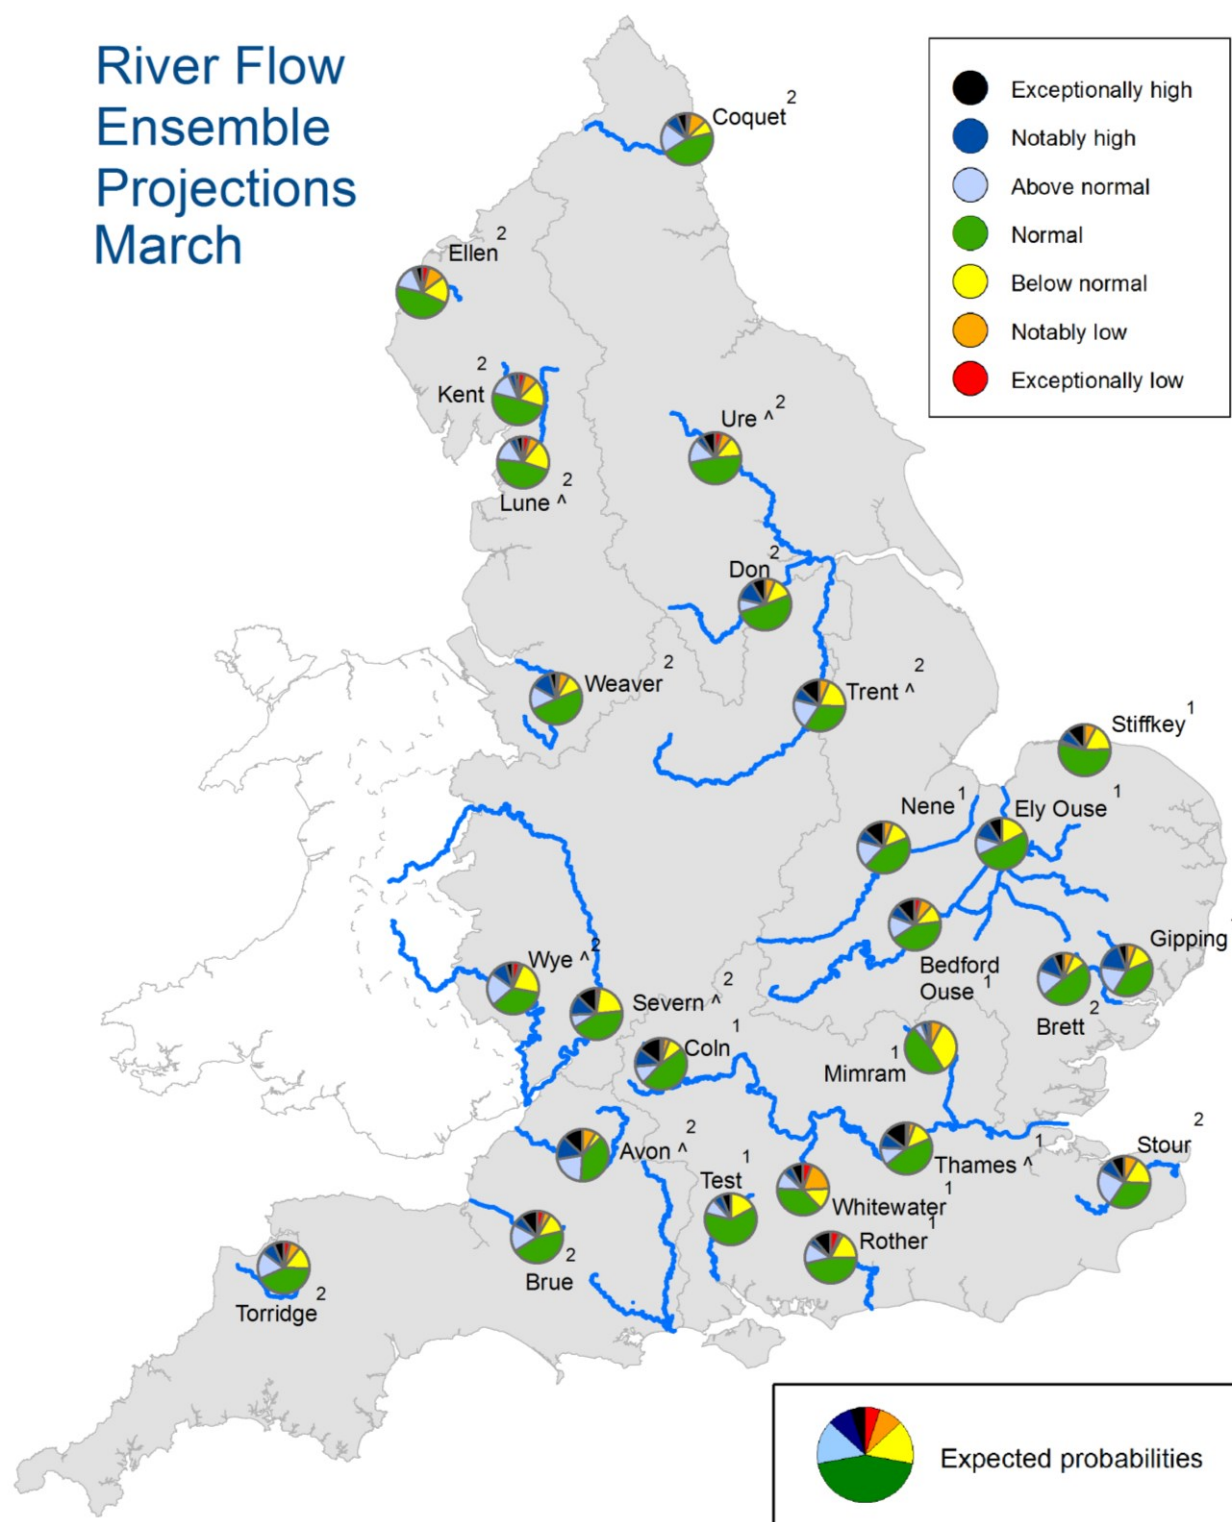 River Flow
Ensemble
Projections
March
Exceptionally high
Notably high
Above normal
Normal
Below normal
Notably low
Exceptionally low
Coquet 2
Ellen 2
Kent 2
Ure ^ 2
Lune ^ 2
Don 2
Weaver 2
Trent ^ 2
Stiffkey 1
Nene 1
Ely Ouse 1
Gipping
Wye ^ 2
Bedford
Ouse 1
Severn ^ 2
Brett 2
Coln 1
Mimram 1
Avon ^ 2
Stour 2
Thames ^ 1
Test 1
Whitewater 1
Rother 1
Brue 2
Torridge 2
Expected probabilities